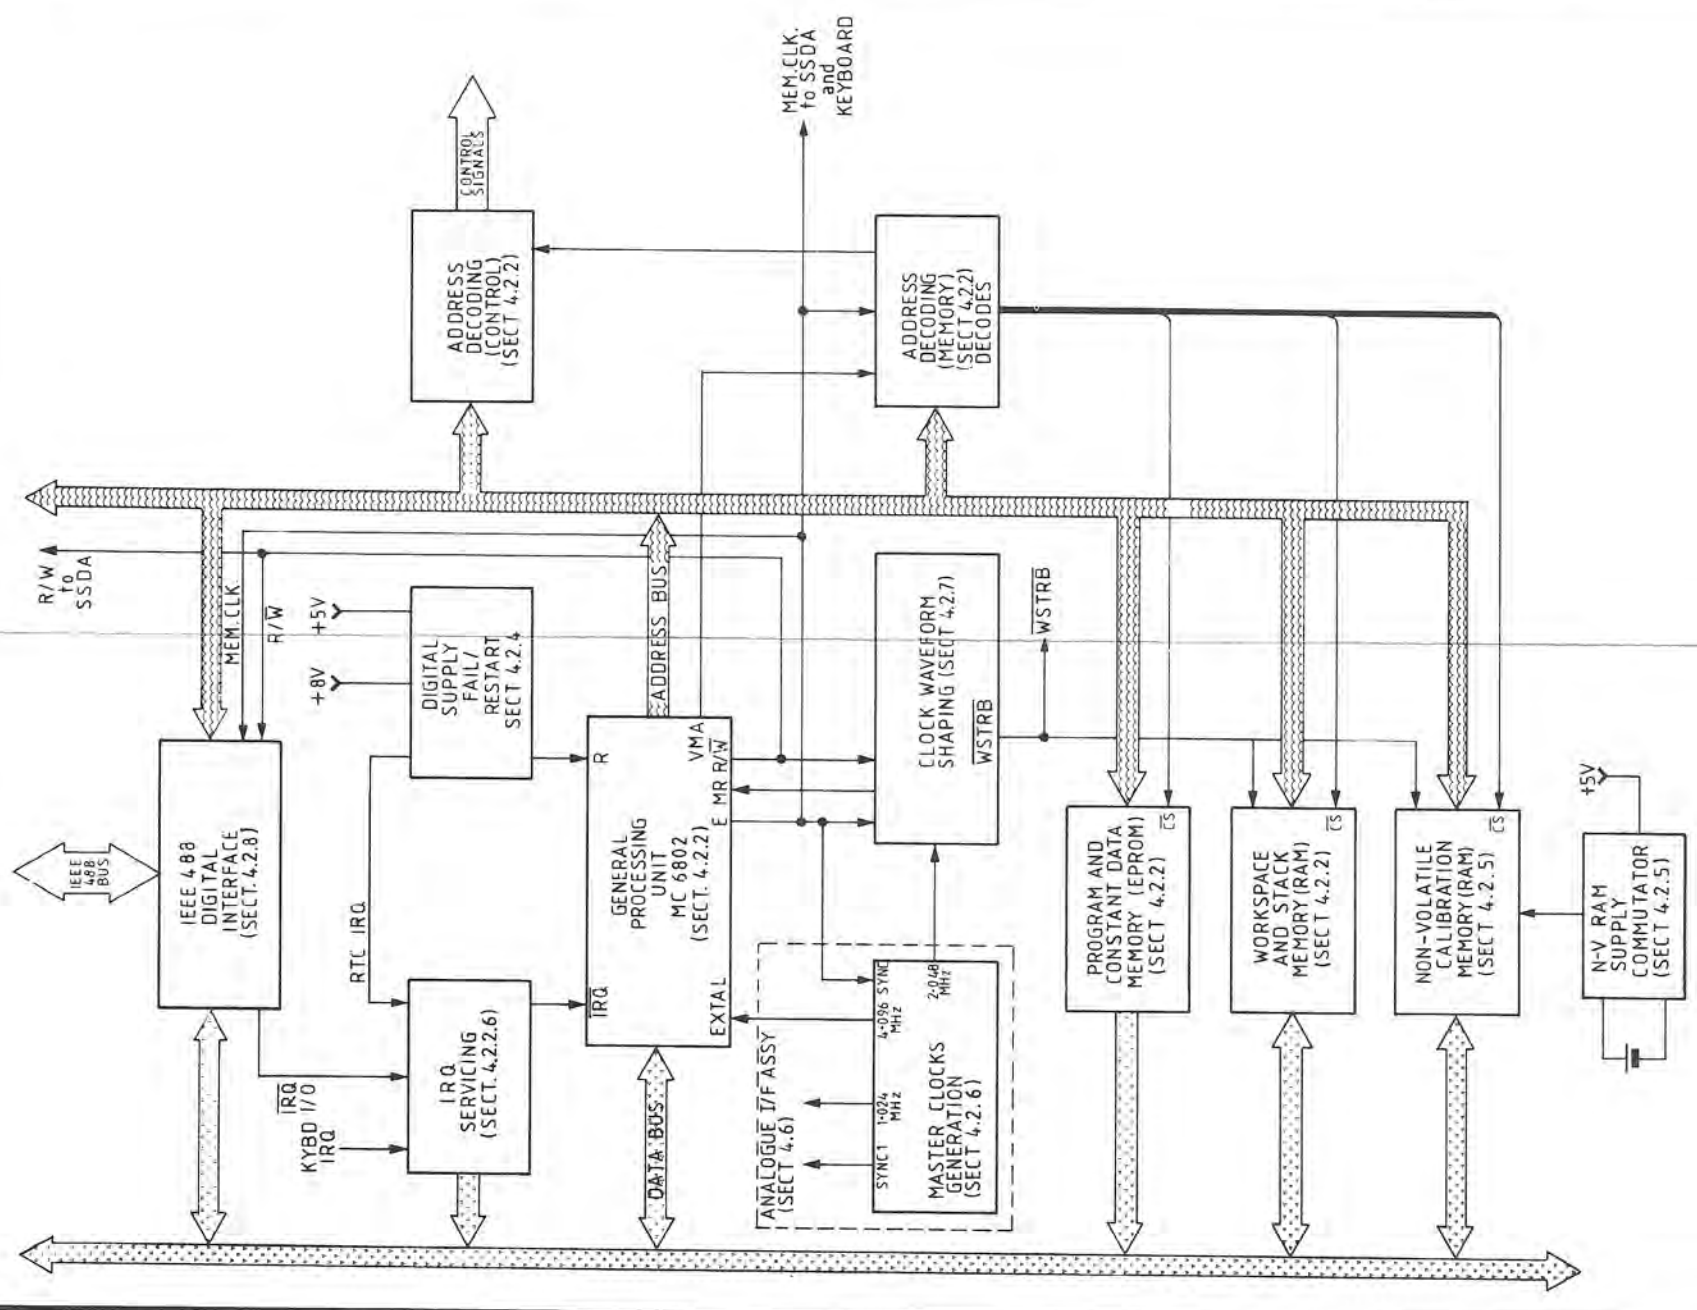 MEM.CLK.
to SSDA
and
KEYBOARD
CONTROL
SIGNALS
ADDRESS
DECODING
(CONTROL)
(SECT 4.2.2)
ADDRESS
DECODING
(MEMORY)
(SECT 4.2.2)
DECODES
R/W
to
SSDA
MEM.CLK
R/W̅
+5V
+8V
DIGITAL
SUPPLY
FAIL/
RESTART
SECT 4.2.4
ADDRESS BUS
CLOCK WAVEFORM
SHAPING (SECT 4.2.7)
W̅S̅T̅R̅B̅
W̅S̅T̅R̅B̅
IEEE
488
BUS
IEEE 488
DIGITAL
INTERFACE
(SECT.4.2.8)
RTC IRQ
R
VMA
R/W̅
MR
E
GENERAL
PROCESSING
UNIT
MC 6802
(SECT. 4.2.2)
I̅R̅Q̅
EXTAL
I̅R̅Q̅
I/O
KYBD
IRQ
IRQ
SERVICING
(SECT.4.2.2.6)
DATA BUS
ANALOGUE I/F ASSY
(SECT 4.6)
SYNC1
1·024
MHz
4·096
MHz
SYNC
2·048
MHz
MASTER CLOCKS
GENERATION
(SECT 4.2.6)
PROGRAM AND
CONSTANT DATA
MEMORY (EPROM)
(SECT 4.2.2)
C̅S̅
WORKSPACE
AND STACK
MEMORY(RAM)
(SECT 4.2.2)
C̅S̅
NON-VOLATILE
CALIBRATION
MEMORY(RAM)
(SECT 4.2.5)
C̅S̅
+5V
N-V RAM
SUPPLY
COMMUTATOR
(SECT 4.2.5)